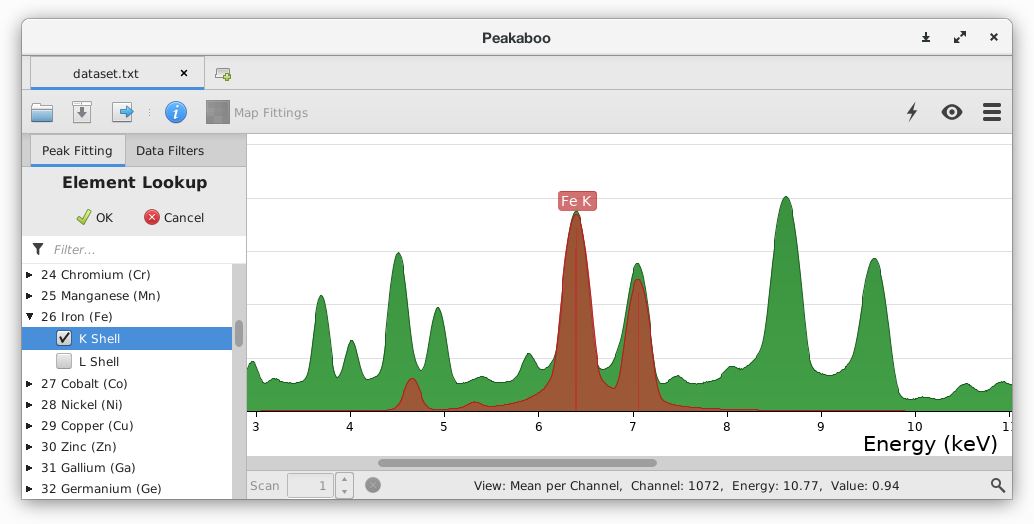 Peakaboo
dataset.txt
Map Fittings
Peak Fitting Data Filters
Element Lookup
OK Cancel
Filter...
24 Chromium (Cr)
25 Manganese (Mn)
26 Iron (Fe)
K Shell
L Shell
27 Cobalt (Co)
28 Nickel (Ni)
29 Copper (Cu)
30 Zinc (Zn)
31 Gallium (Ga)
32 Germanium (Ge)
Fe K
3 4 5 6 7 8 9 10 11
Energy (keV)
Scan 1 View: Mean per Channel, Channel: 1072, Energy: 10.77, Value: 0.94